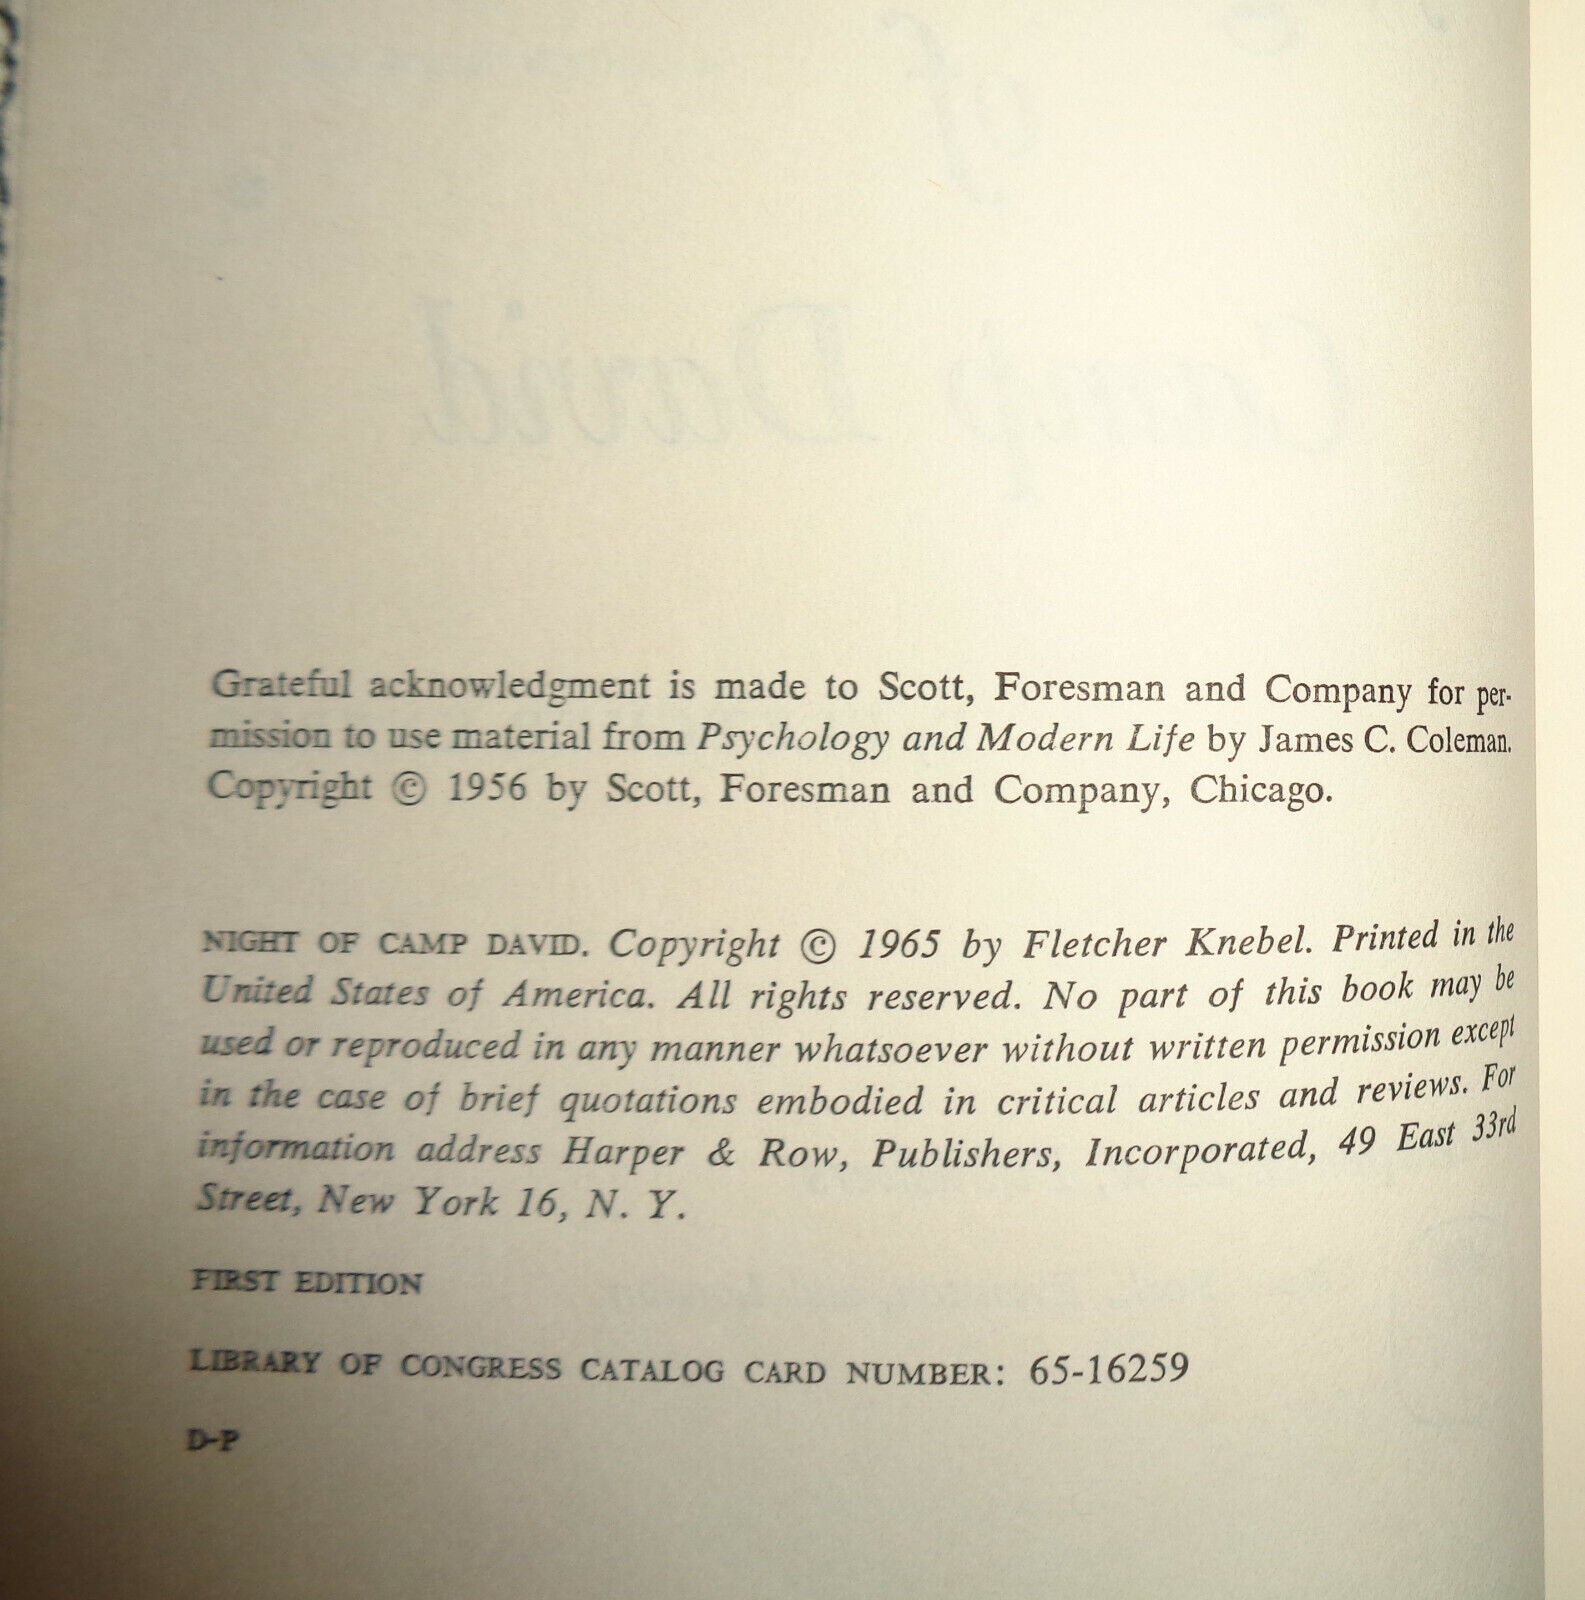 Grateful acknowledgment is made to Scott, Foresman and Company for per-
mission to use material from Psychology and Modern Life by James C. Coleman.
Copyright © 1956 by Scott, Foresman and Company, Chicago.
NIGHT OF CAMP DAVID. Copyright © 1965 by Fletcher Knebel. Printed in the
United States of America. All rights reserved. No part of this book may be
used or reproduced in any manner whatsoever without written permission except
in the case of brief quotations embodied in critical articles and reviews. For
information address Harper & Row, Publishers, Incorporated, 49 East 33rd
Street, New York 16, N. Y.
FIRST EDITION
LIBRARY OF CONGRESS CATALOG CARD NUMBER: 65-16259
D-P